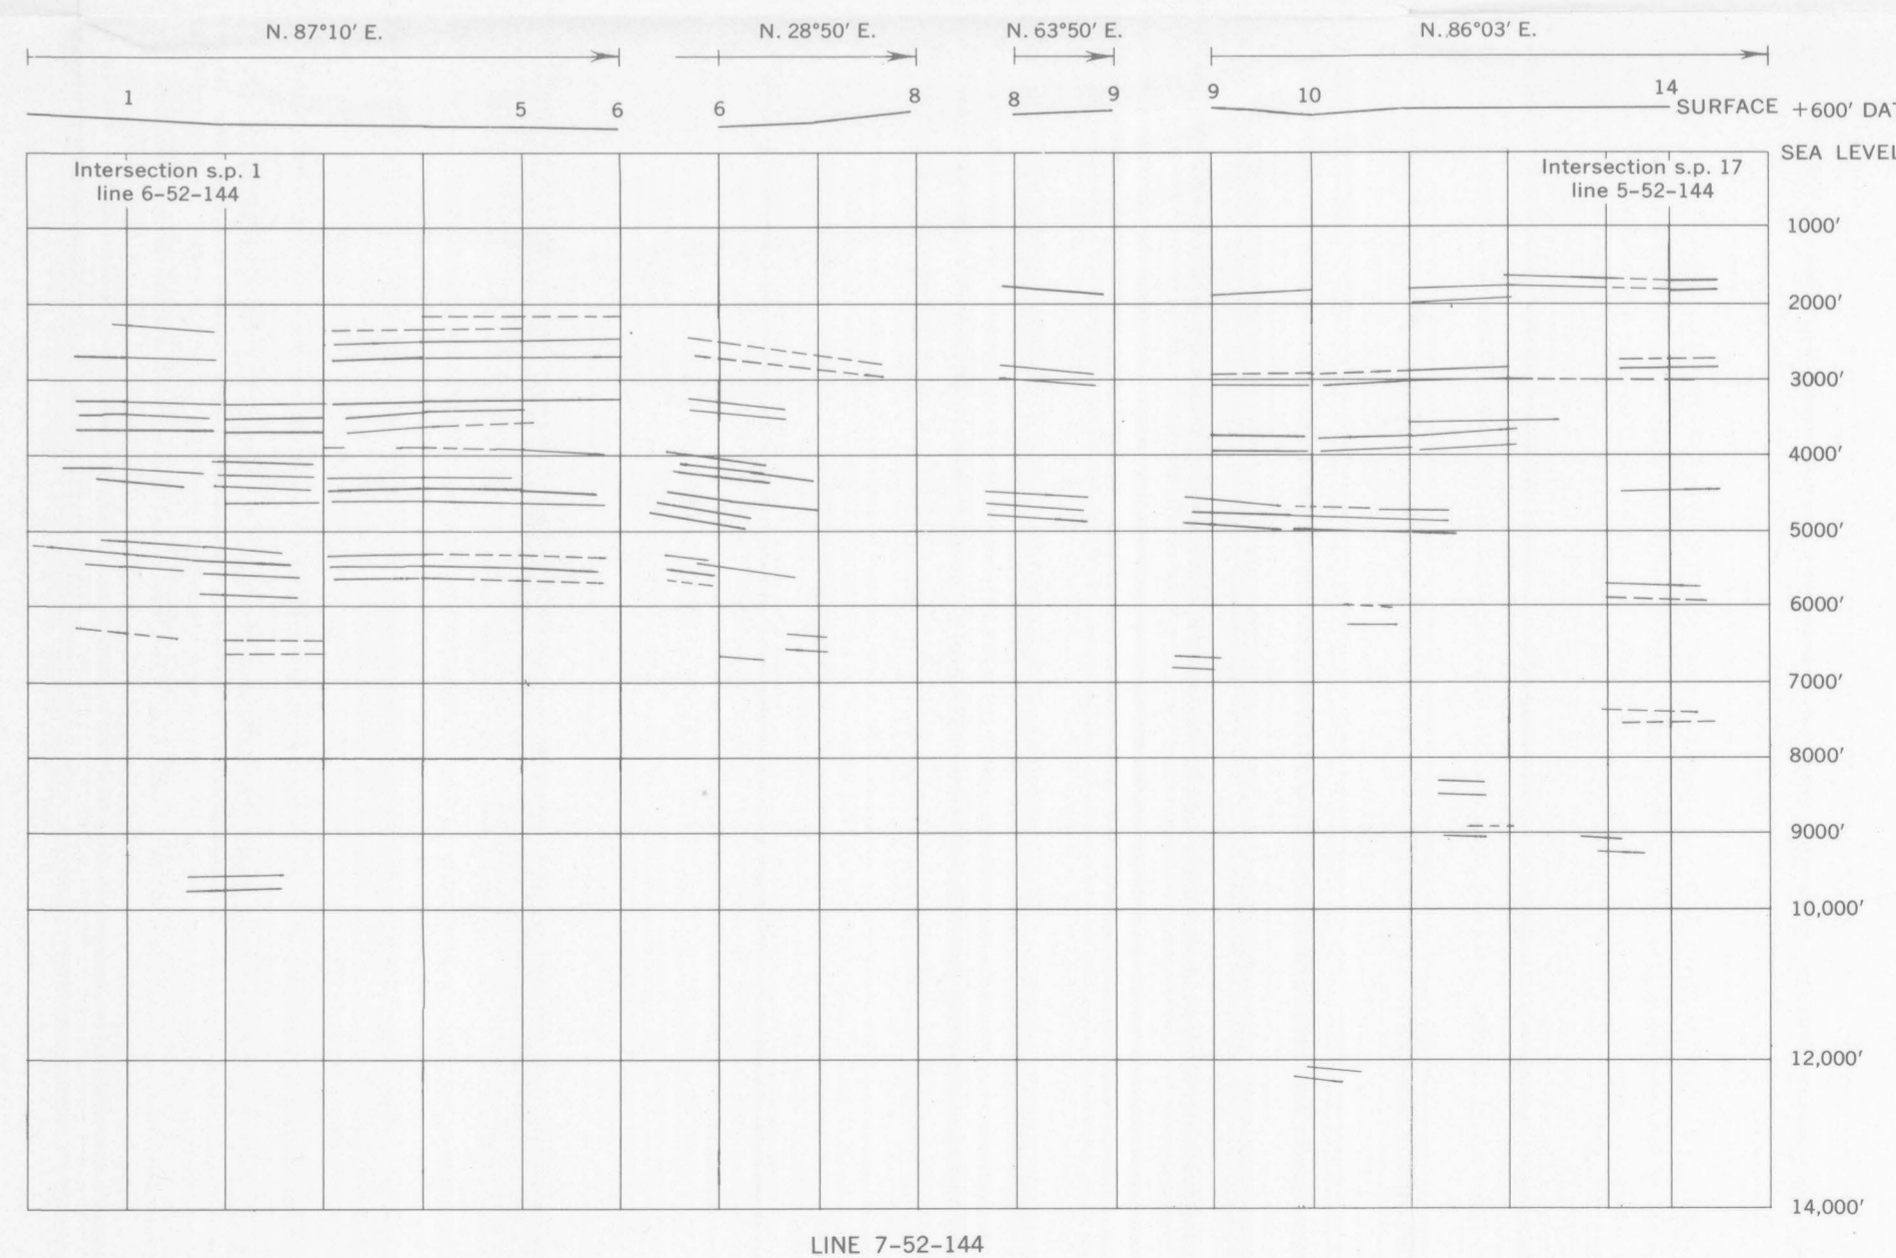 N. 87°10′ E.
N. 28°50′ E.
N. 63°50′ E.
N. 86°03′ E.
1
5
6
6
8
8
9
9
10
14
SURFACE +600′ DAT
SEA LEVEL
Intersection s.p. 1
line 6-52-144
Intersection s.p. 17
line 5-52-144
1000′
2000′
3000′
4000′
5000′
6000′
7000′
8000′
9000′
10,000′
12,000′
14,000′
LINE 7-52-144